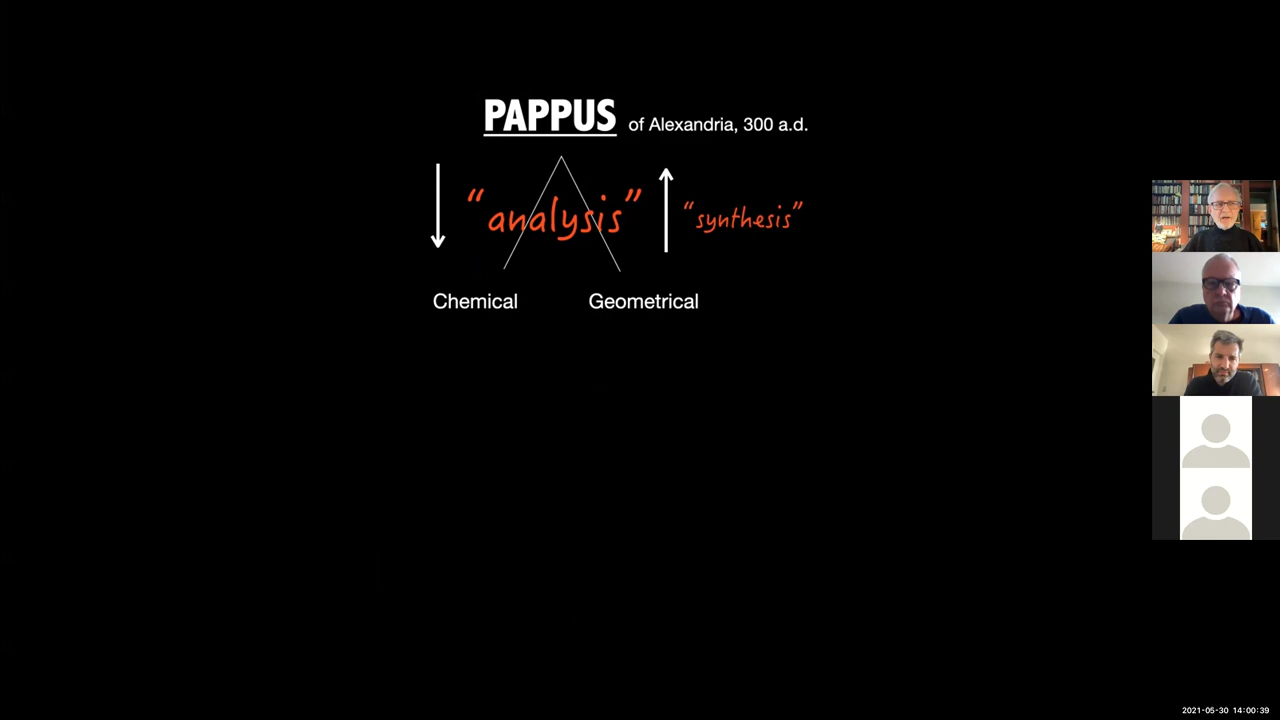 PAPPUS of Alexandria, 300 a.d.
“analysis” “synthesis”
Chemical Geometrical
2021-05-30 14:00:39